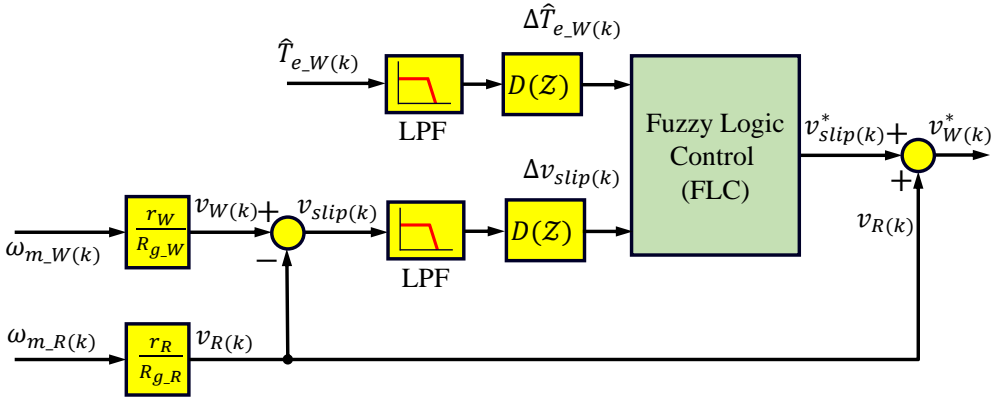 ΔT̂e_W(k)
T̂e_W(k)
D(Z)
LPF
Fuzzy Logic
Control
(FLC)
v*slip(k)
+
v*W(k)
+
vR(k)
Δvslip(k)
rW
Rg_W
vW(k)
+
vslip(k)
D(Z)
ωm_W(k)
−
LPF
ωm_R(k)
rR
Rg_R
vR(k)